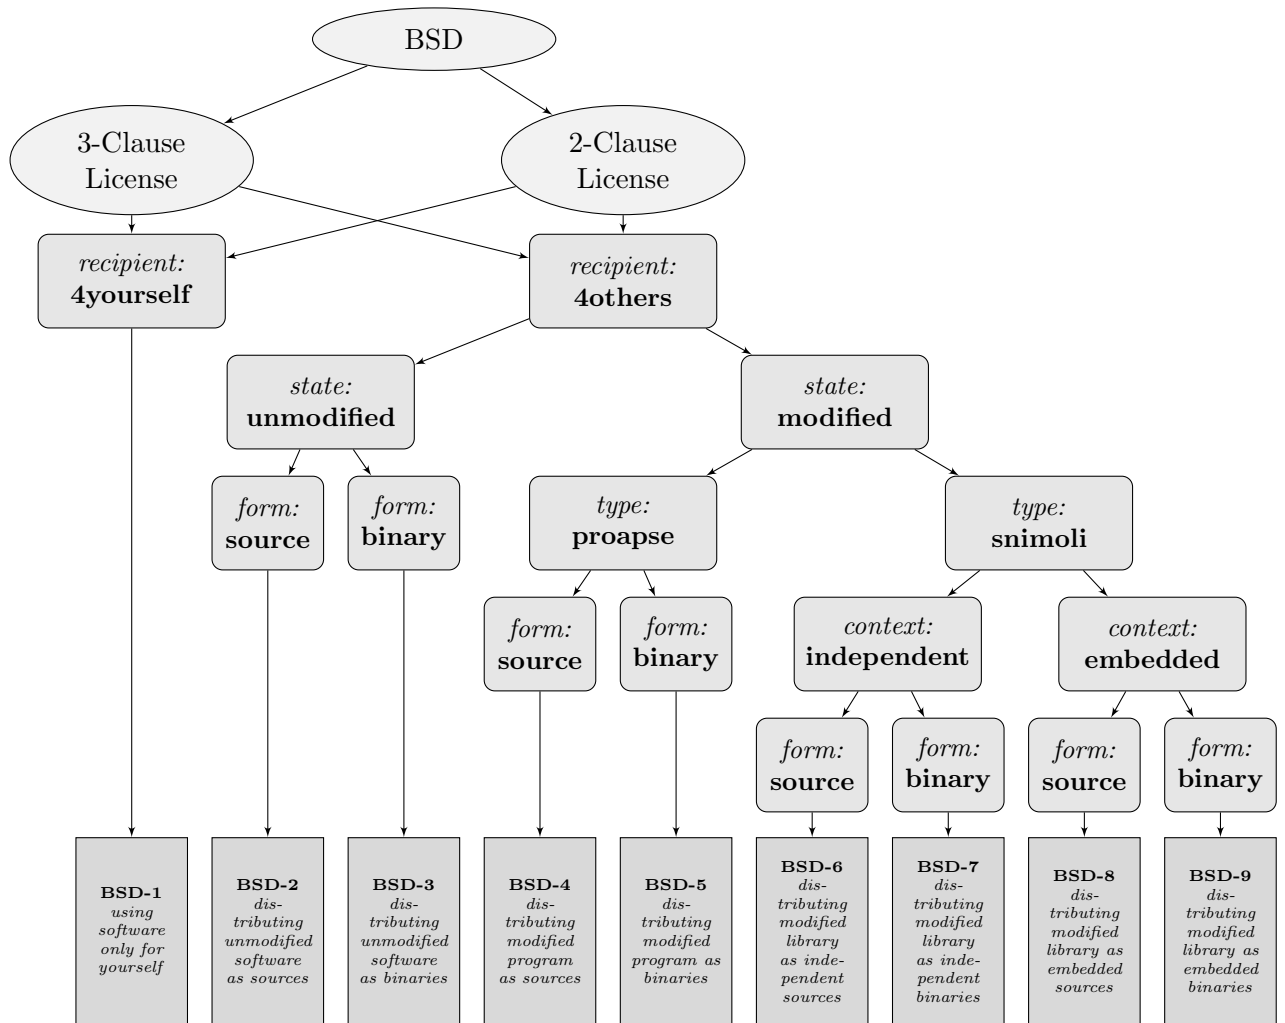 BSD
3-Clause
License
2-Clause
License
recipient:
4yourself
recipient:
4others
state:
unmodified
state:
modified
form:
source
form:
binary
type:
proapse
type:
snimoli
form:
source
form:
binary
context:
independent
context:
embedded
form:
source
form:
binary
form:
source
form:
binary
BSD-1
using
software
only for
yourself
BSD-2
dis-
tributing
unmodified
software
as sources
BSD-3
dis-
tributing
unmodified
software
as binaries
BSD-4
dis-
tributing
modified
program
as sources
BSD-5
dis-
tributing
modified
program as
binaries
BSD-6
dis-
tributing
modified
library
as inde-
pendent
sources
BSD-7
dis-
tributing
modified
library
as inde-
pendent
binaries
BSD-8
dis-
tributing
modified
library as
embedded
sources
BSD-9
dis-
tributing
modified
library as
embedded
binaries